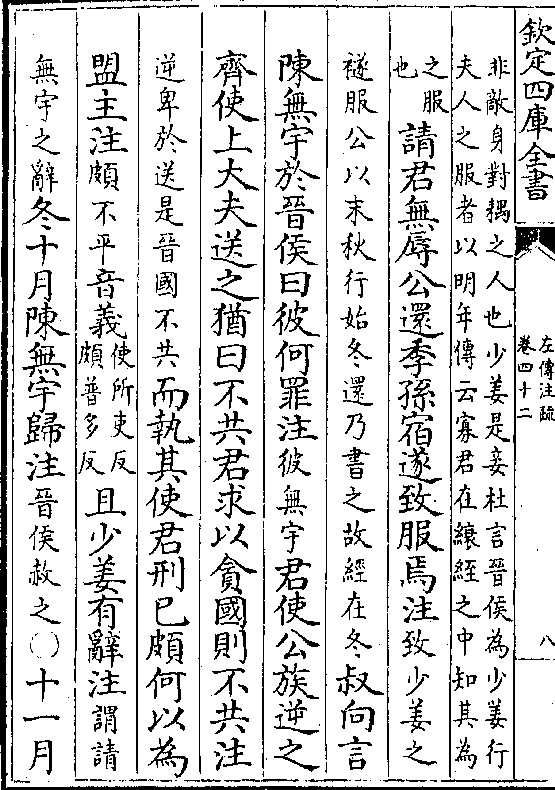 欽定四庫全書
左傳注疏
卷四十二
八
非敵身對耦之人也少姜是妾杜言晉侯為少姜行
夫人之服者以明年傳云寡君在縗絰之中知其為
之服
也
請君無辱公還季孫宿遂致服焉注致少姜之
襚服公以末秋行始冬還乃書之故經在冬叔向言
陳無宇於晉侯曰彼何罪注彼無宇君使公族逆之
齊使上大夫送之猶曰不共君求以貪國則不共注
逆卑於送是晉國不共而執其使君刑已頗何以為
盟主注頗不平音義
使所吏反
頗普多反
且少姜有辭注謂請
無宇之辭冬十月陳無宇歸注晉侯赦之〇十一月